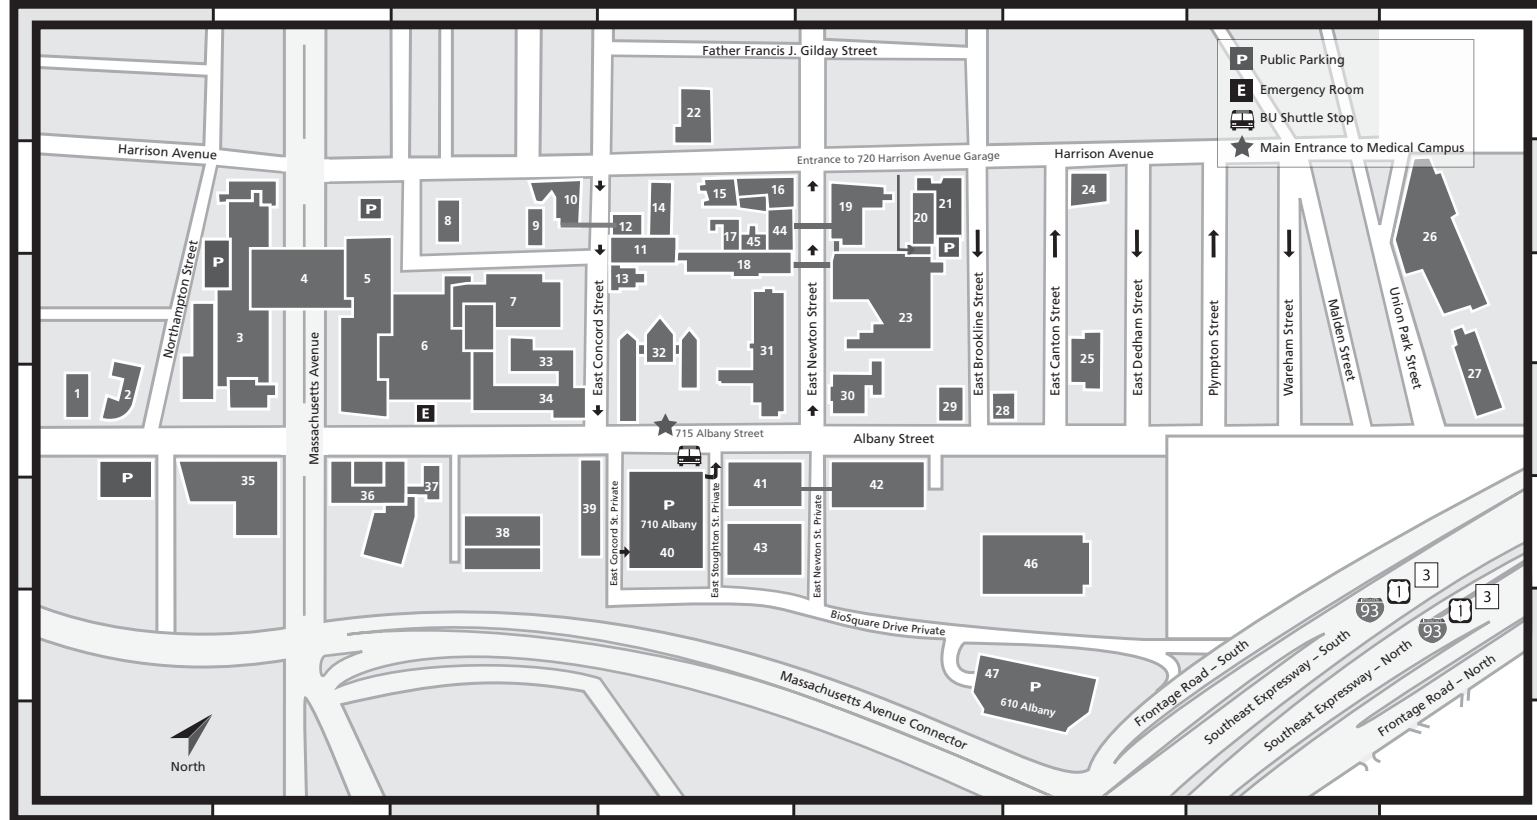 Father Francis J. Gilday Street
P Public Parking
E Emergency Room
BU Shuttle Stop
Main Entrance to Medical Campus
22
Harrison Avenue
Entrance to 720 Harrison Avenue Garage
Harrison Avenue
P
8
9
10
12
14
15
16
17
45
44
19
20
21
P
24
11
18
13
P
4
5
3
6
7
23
26
Northampton Street
Massachusetts Avenue
East Concord Street
East Newton Street
East Brookline Street
East Canton Street
East Dedham Street
Plympton Street
Wareham Street
Malden Street
Union Park Street
1
2
33
34
32
31
30
29
28
25
27
E
715 Albany Street
Albany Street
P
35
36
37
38
39
East Concord St. Private
P
710 Albany
40
East Stoughton St. Private
41
43
East Newton St. Private
42
46
BioSquare Drive Private
47
P
610 Albany
Massachusetts Avenue Connector
Frontage Road – South
Southeast Expressway – South
Southeast Expressway – North
Frontage Road – North
93
1
3
93
1
3
North